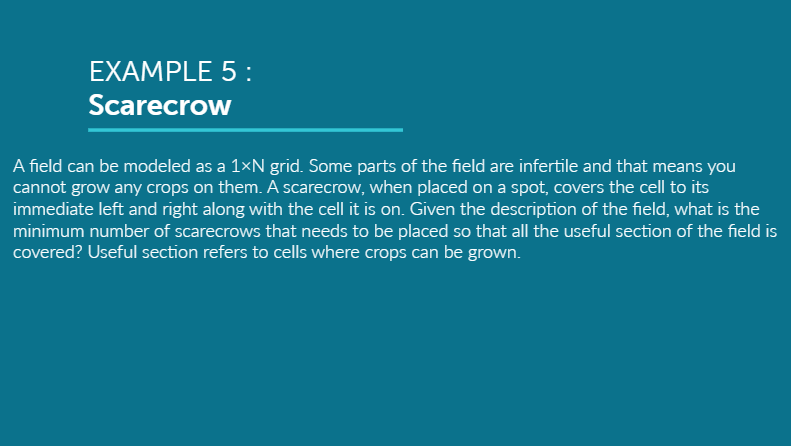 EXAMPLE 5 :
Scarecrow
A field can be modeled as a 1×N grid. Some parts of the field are infertile and that means you
cannot grow any crops on them. A scarecrow, when placed on a spot, covers the cell to its
immediate left and right along with the cell it is on. Given the description of the field, what is the
minimum number of scarecrows that needs to be placed so that all the useful section of the field is
covered? Useful section refers to cells where crops can be grown.